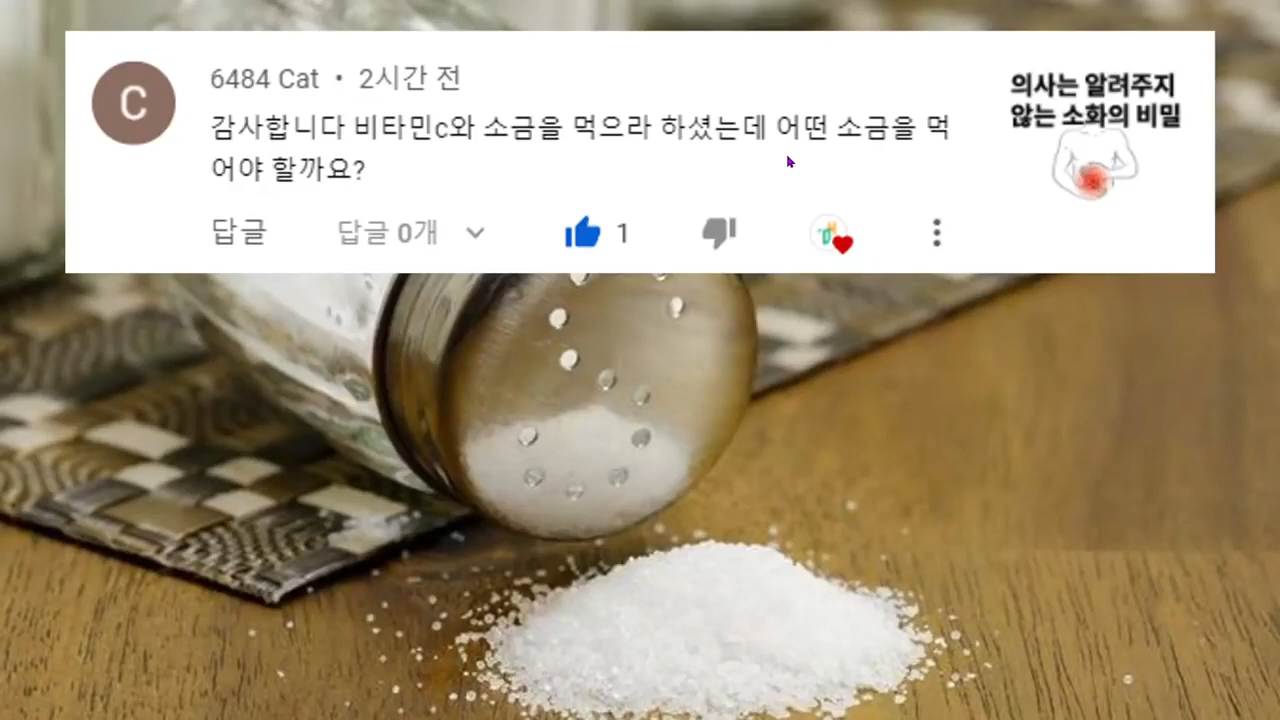 C
6484 Cat • 2시간 전
감사합니다 비타민c와 소금을 먹으라 하셨는데 어떤 소금을 먹
어야 할까요?
답글 답글 0개 1
의사는 알려주지
않는 소화의 비밀